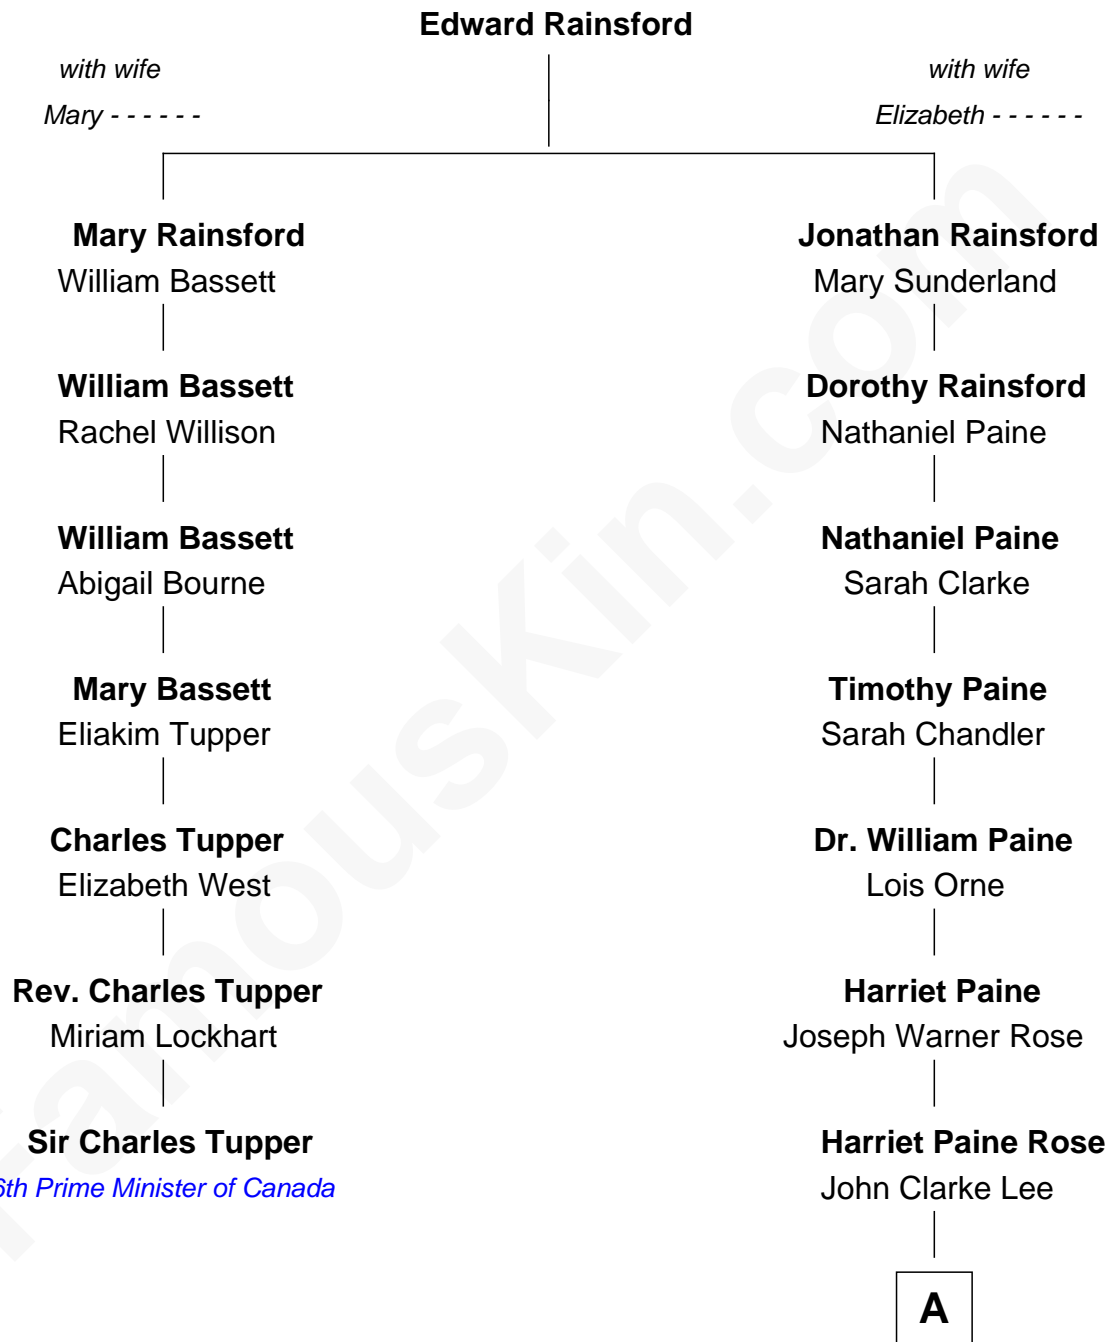 Edward Rainsford
with wife
Mary - - - - - -
with wife
Elizabeth - - - - - -
Mary Rainsford
William Bassett
Jonathan Rainsford
Mary Sunderland
William Bassett
Rachel Willison
Dorothy Rainsford
Nathaniel Paine
William Bassett
Abigail Bourne
Nathaniel Paine
Sarah Clarke
Mary Bassett
Eliakim Tupper
Timothy Paine
Sarah Chandler
Charles Tupper
Elizabeth West
Dr. William Paine
Lois Orne
Rev. Charles Tupper
Miriam Lockhart
Harriet Paine
Joseph Warner Rose
Sir Charles Tupper
6th Prime Minister of Canada
Harriet Paine Rose
John Clarke Lee
A
FamousKin.com